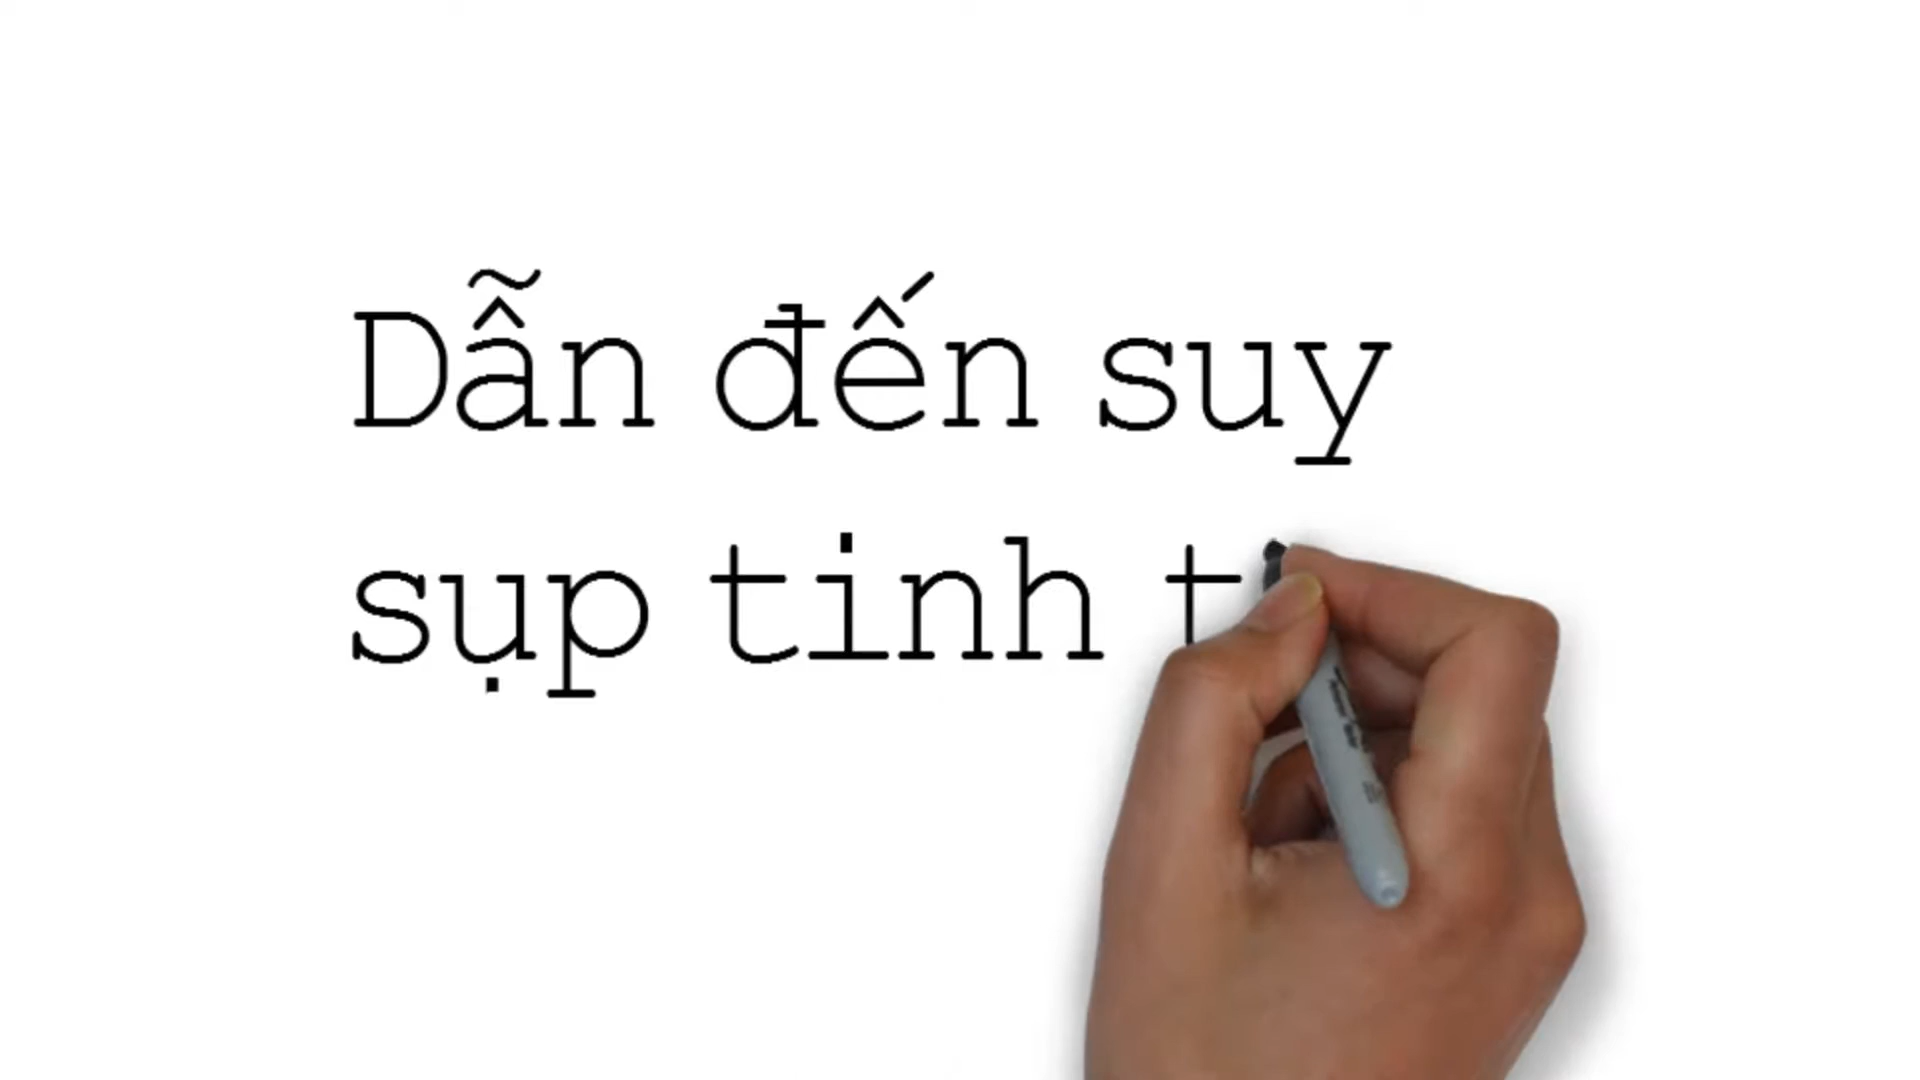 Dẫn đến suy
sụp tinh t